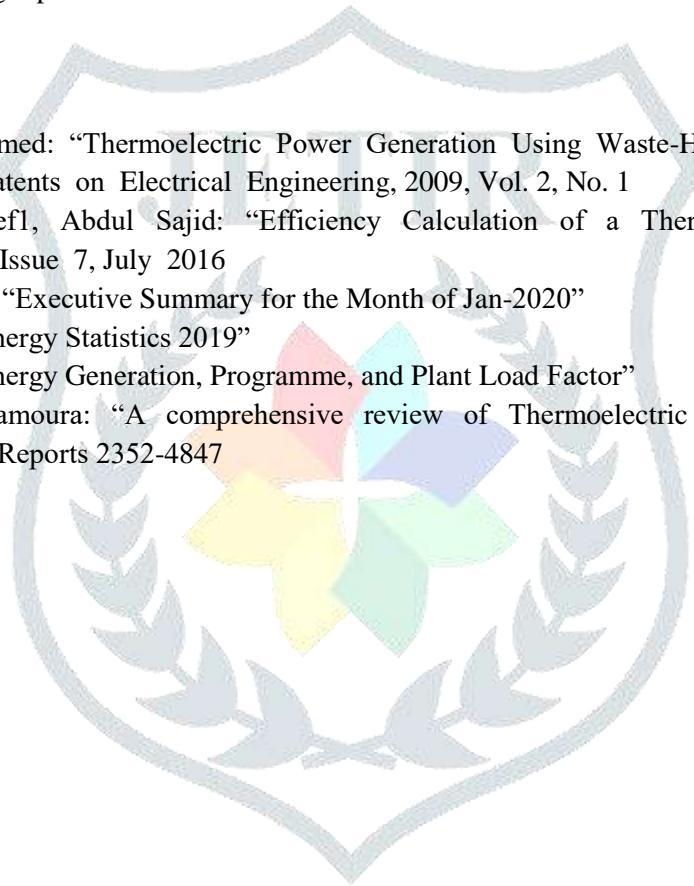 JETIR
med: “Thermoelectric Power Generation Using Waste-H
atents on Electrical Engineering, 2009, Vol. 2, No. 1
ef1, Abdul Sajid: “Efficiency Calculation of a Ther
Issue 7, July 2016
“Executive Summary for the Month of Jan-2020”
nergy Statistics 2019”
nergy Generation, Programme, and Plant Load Factor”
amoura: “A comprehensive review of Thermoelectric
Reports 2352-4847